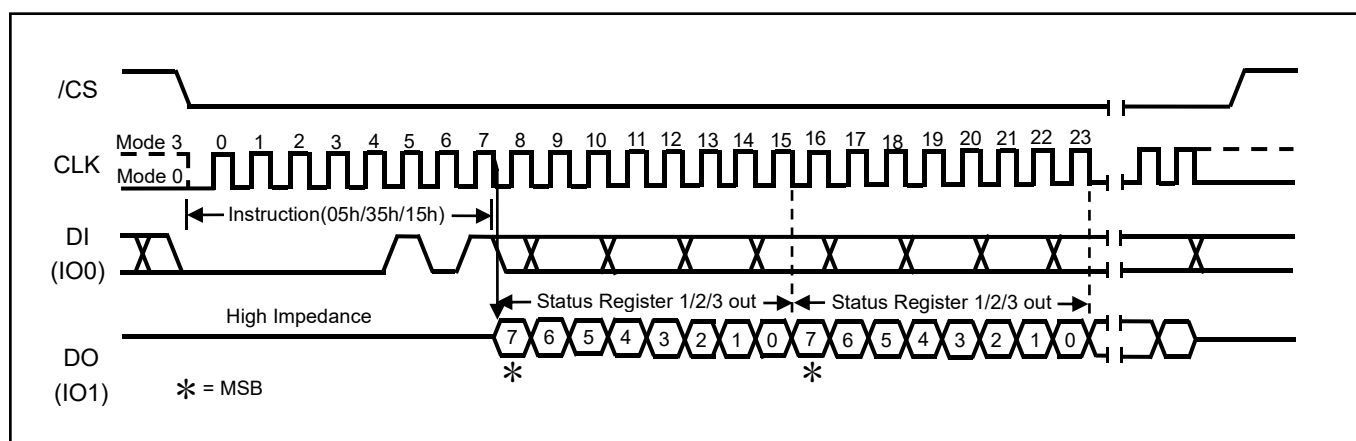 /CS
Mode 3 0 1 2 3 4 5 6 7 8 9 10 11 12 13 14 15 16 17 18 19 20 21 22 23
CLK
Mode 0
Instruction(05h/35h/15h)
DI
(IO0)
Status Register 1/2/3 out Status Register 1/2/3 out
High Impedance
DO 7 6 5 4 3 2 1 0 7 6 5 4 3 2 1 0
(IO1)
* = MSB
* *